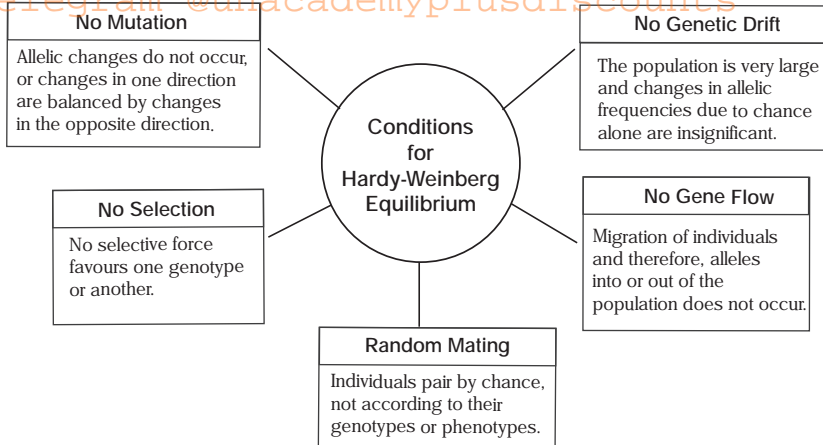 telegram @unacademyplusdiscounts
No Mutation
Allelic changes do not occur,
or changes in one direction
are balanced by changes
in the opposite direction.
No Genetic Drift
The population is very large
and changes in allelic
frequencies due to chance
alone are insignificant.
Conditions
for
Hardy-Weinberg
Equilibrium
No Selection
No selective force
favours one genotype
or another.
No Gene Flow
Migration of individuals
and therefore, alleles
into or out of the
population does not occur.
Random Mating
Individuals pair by chance,
not according to their
genotypes or phenotypes.